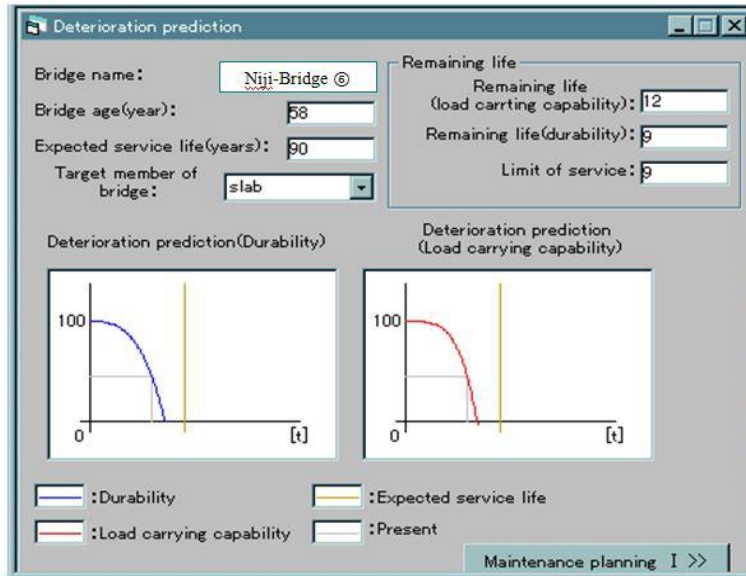 Deterioration prediction
Bridge name:
Niji-Bridge ⑥
Bridge age(year):
58
Expected service life(years):
90
Target member of
bridge:
slab
Remaining life
Remaining life
(load carrting capability):
12
Remaining life(durability):
9
Limit of service:
9
Deterioration prediction(Durability)
100
0
[t]
Deterioration prediction
(Load carrying capability)
100
0
[t]
:Durability
:Expected service life
:Load carrying capability
:Present
Maintenance planning I >>